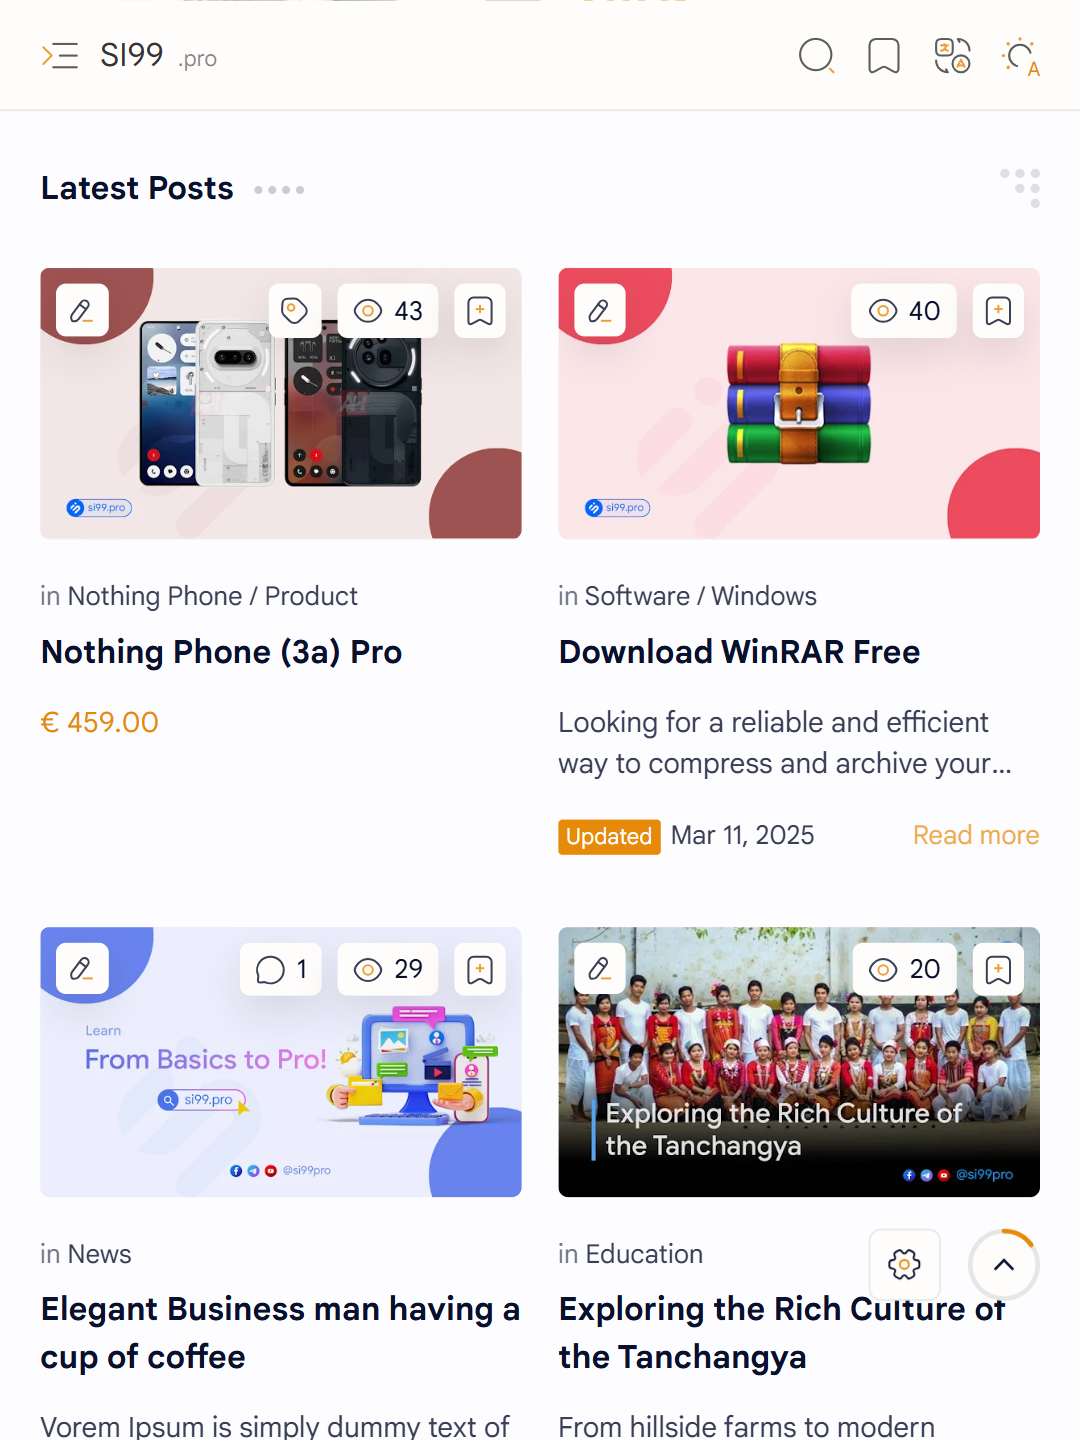 SI99 .pro
Latest Posts
43
si99.pro
in Nothing Phone / Product
Nothing Phone (3a) Pro
€ 459.00
40
si99.pro
in Software / Windows
Download WinRAR Free
Looking for a reliable and efficient
way to compress and archive your...
Updated Mar 11, 2025 Read more
1 29
Learn
From Basics to Pro!
si99.pro
@si99pro
in News
Elegant Business man having a
cup of coffee
Vorem Ipsum is simply dummy text of
20
Exploring the Rich Culture of
the Tanchangya
@si99pro
in Education
Exploring the Rich Culture of
the Tanchangya
From hillside farms to modern